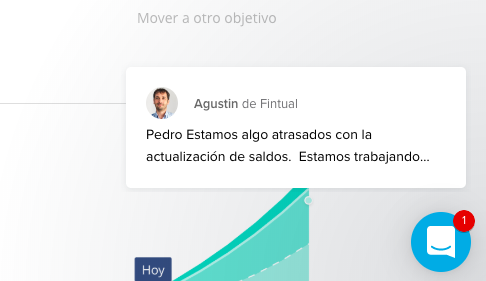 Mover a otro objetivo
Agustin de Fintual
Pedro Estamos algo atrasados con la
actualización de saldos.  Estamos trabajando...
1
Hoy